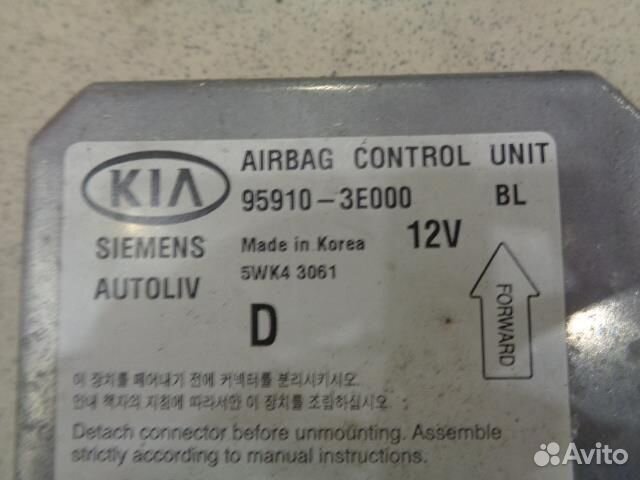 KIA
AIRBAG CONTROL UNIT
95910-3E000 BL
SIEMENS
AUTOLIV
Made in Korea
12V
5WK4 3061
D
FORWARD
이 장치를 떼어내기 전에 커넥터를 분리시키시오.
안내 책자의 지침에 따라서만 이 장치를 조립하십시오.
Detach connector before unmounting. Assemble
strictly according to manual instructions.
Avito